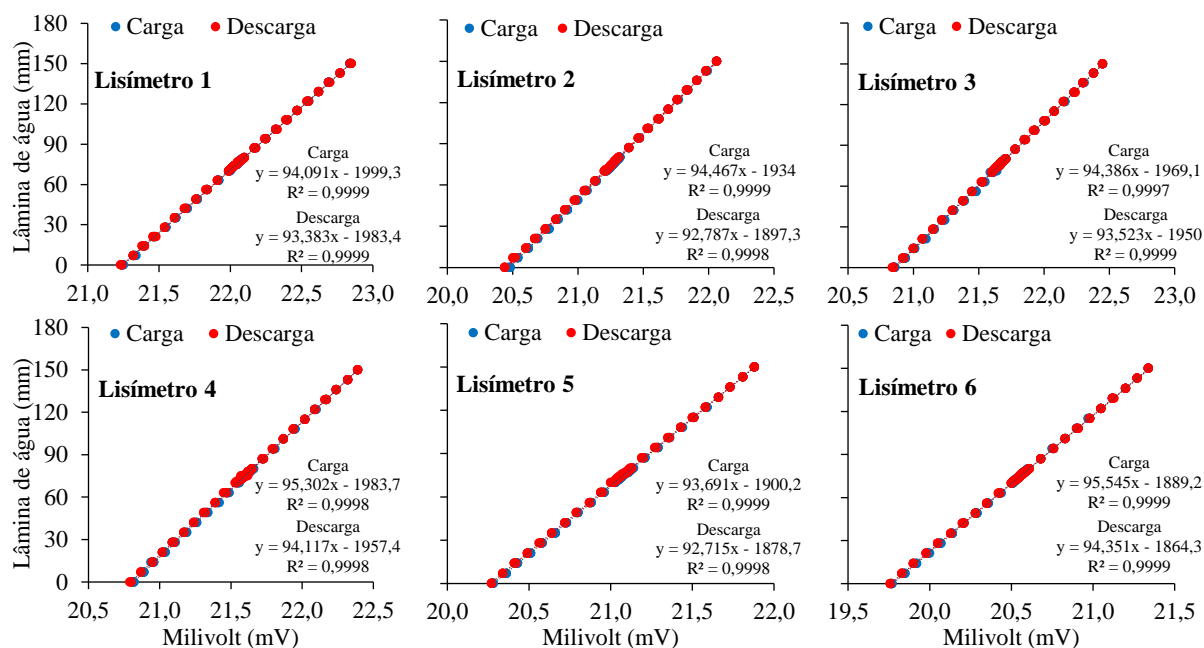 Lâmina de água (mm)
180
150
120
90
60
30
0
Carga Descarga
Lisímetro 1
Carga
y = 94,091x - 1999,3
R² = 0,9999
Descarga
y = 93,383x - 1983,4
R² = 0,9999
21,0 21,5 22,0 22,5 23,0
Carga Descarga
Lisímetro 2
Carga
y = 94,467x - 1934
R² = 0,9999
Descarga
y = 92,787x - 1897,3
R² = 0,9998
20,0 20,5 21,0 21,5 22,0 22,5
Carga Descarga
Lisímetro 3
Carga
y = 94,386x - 1969,1
R² = 0,9997
Descarga
y = 93,523x - 1950
R² = 0,9999
20,5 21,0 21,5 22,0 22,5 23,0
Lâmina de água (mm)
180
150
120
90
60
30
0
Carga Descarga
Lisímetro 4
Carga
y = 95,302x - 1983,7
R² = 0,9998
Descarga
y = 94,117x - 1957,4
R² = 0,9998
20,5 21,0 21,5 22,0 22,5
Milivolt (mV)
Carga Descarga
Lisímetro 5
Carga
y = 93,691x - 1900,2
R² = 0,9999
Descarga
y = 92,715x - 1878,7
R² = 0,9998
20,0 20,5 21,0 21,5 22,0
Milivolt (mV)
Carga Descarga
Lisímetro 6
Carga
y = 95,545x - 1889,2
R² = 0,9999
Descarga
y = 94,351x - 1864,3
R² = 0,9999
19,5 20,0 20,5 21,0 21,5
Milivolt (mV)